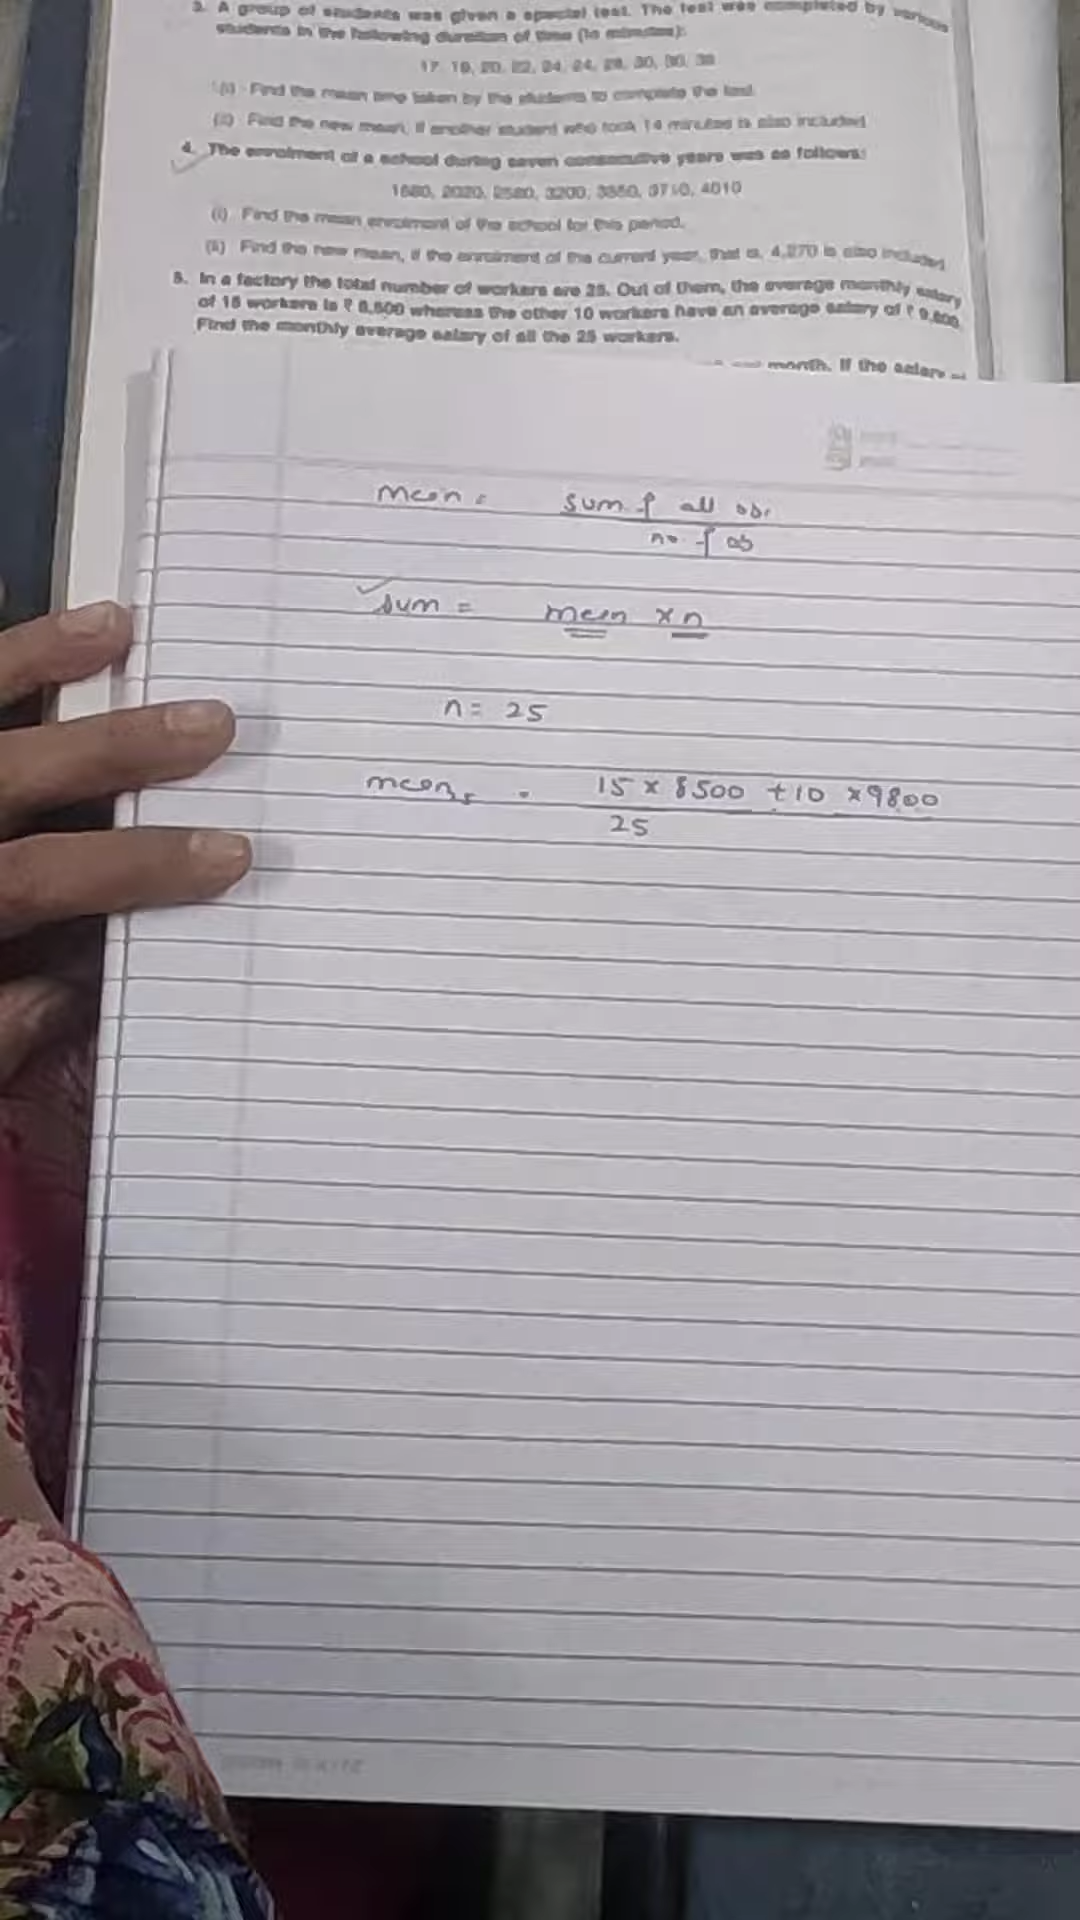 3. A group of students was given a special test. The test was completed by various
students in the following duration of time (in minutes):
17, 19, 20, 22, 24, 24, 28, 30, 30, 36
(i) Find the mean time taken by the students to complete the test.
(ii) Find the new mean, if another student who took 14 minutes is also included
4. The enrolment of a school during seven consecutive years was as follows:
1680, 2020, 2580, 3200, 3550, 3710, 4010
(i) Find the mean enrolment of the school for this period.
(ii) Find the new mean, if the enrolment of the current year, that is, 4,270 is also included
5. In a factory the total number of workers are 25. Out of them, the average monthly salary
of 15 workers is ₹ 8,500 whereas the other 10 workers have an average salary of ₹ 9,800.
Find the monthly average salary of all the 25 workers.
month. If the salary
mean = sum of all obs.
no. of ob
sum = mean x n
n = 25
mean = 15 x 8500 + 10 x 9800
25